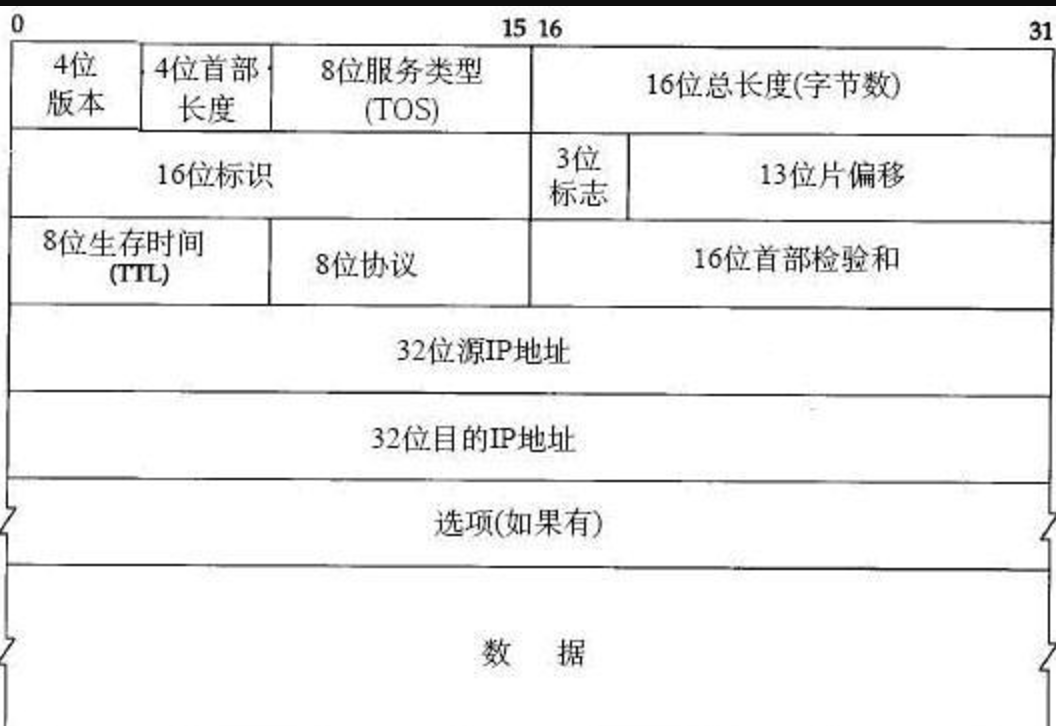 0 15 16 31
4位
版本
4位首部
长度
8位服务类型
(TOS)
16位总长度(字节数)
16位标识
3位
标志
13位片偏移
8位生存时间
(TTL)
8位协议
16位首部检验和
32位源IP地址
32位目的IP地址
选项(如果有)
数 据